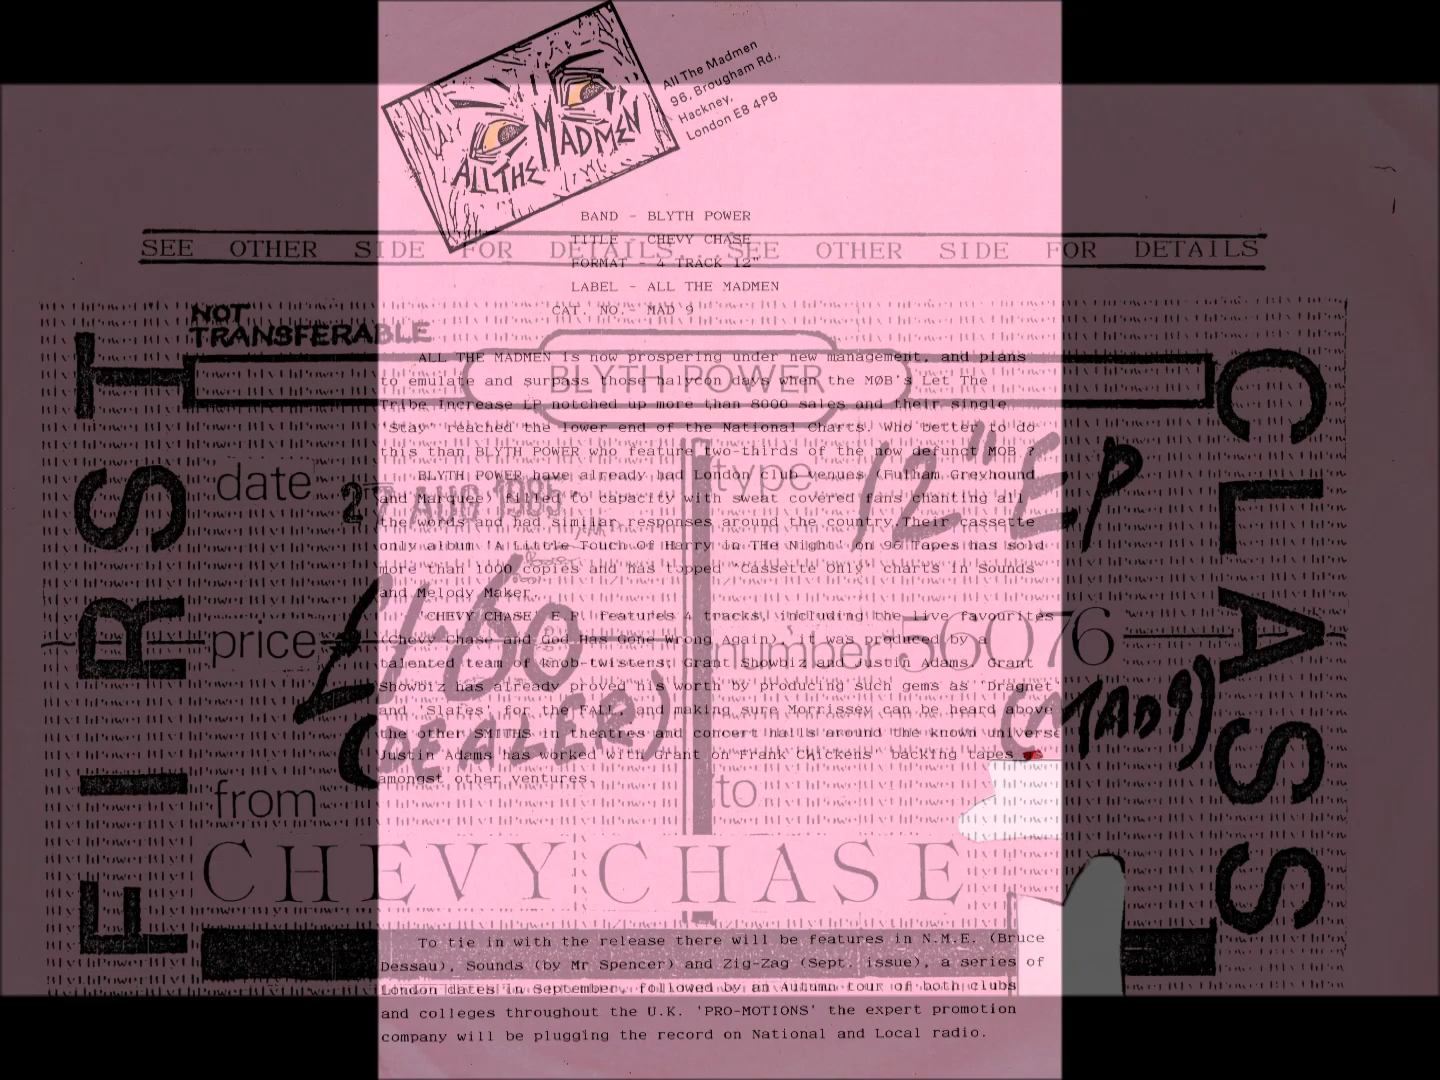 ALL THE MADMEN
All The Madmen
96, Brougham Rd.,
Hackney,
London E8 4PB
BAND - BLYTH POWER
TITLE - CHEVY CHASE
FORMAT - 4 TRACK 12"
LABEL - ALL THE MADMEN
CAT. NO.- MAD 9
ALL THE MADMEN is now prospering under new management, and plans
to emulate and surpass those halycon days when the MØB's Let The
Tribe Increase LP notched up more than 8000 sales and their single
'Stay' reached the lower end of the National Charts. Who better to do
this than BLYTH POWER who feature two-thirds of the now defunct MOB ?
BLYTH POWER have already had London's pub venues (Fulham Greyhound
and Marquee) filled to capacity with sweat covered fans chanting all
the words and had similar responses around the country.Their cassette
only album 'A Little Touch Of Harry in THe Night' on 96 Tapes has sold
more than 1000 copies and has topped 'Cassette Only' charts in Sounds
and Melody Maker.
'CHEVY CHASE' E.P. features 4 tracks, including the live favourites
(Chevy Chase and God Has Gone Wrong Again), it was produced by a
talented team of knob-twisters; Grant Showbiz and Justin Adams. Grant
Showbiz has already proved his worth by producing such gems as 'Dragnet'
and 'Slates' for the FALL, and making sure Morrissey can be heard above
the other SMITHS in theatres and concert halls around the known universe
Justin Adams has worked with Grant on Frank Chickens' backing tapes
amongst other ventures.
To tie in with the release there will be features in N.M.E. (Bruce
Dessau), Sounds (by Mr Spencer) and Zig-Zag (Sept. issue), a series of
London dates in September, followed by an Autumn tour of both clubs
and colleges throughout the U.K. 'PRO-MOTIONS' the expert promotion
company will be plugging the record on National and Local radio.
SEE OTHER SIDE FOR DETAILS. SEE OTHER SIDE FOR DETAILS
NOT
TRANSFERABLE
FIRST
CLASS
BLYTH POWER
date 27 AUG 1985
type 12" EP
price £1.60
(DEALER)
number 56076
(MAD9)
from
to
CHEVY CHASE